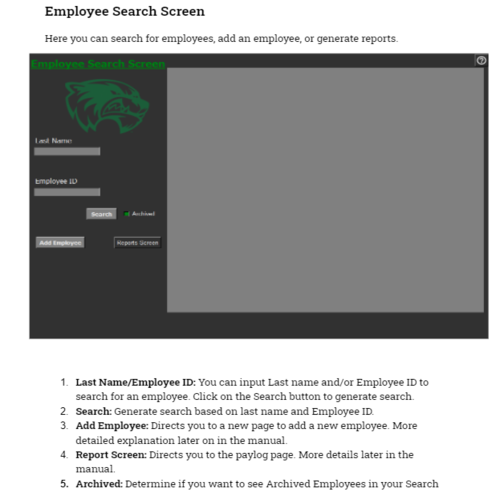 Employee Search Screen
Here you can search for employees, add an employee, or generate reports.
Employee Search Screen
Last Name
Employee ID
Search
Archived
Add Employee
Reports Screen
1. Last Name/Employee ID: You can input Last name and/or Employee ID to
search for an employee. Click on the Search button to generate search.
2. Search: Generate search based on last name and Employee ID.
3. Add Employee: Directs you to a new page to add a new employee. More
detailed explanation later on in the manual.
4. Report Screen: Directs you to the paylog page. More details later in the
manual.
5. Archived: Determine if you want to see Archived Employees in your Search